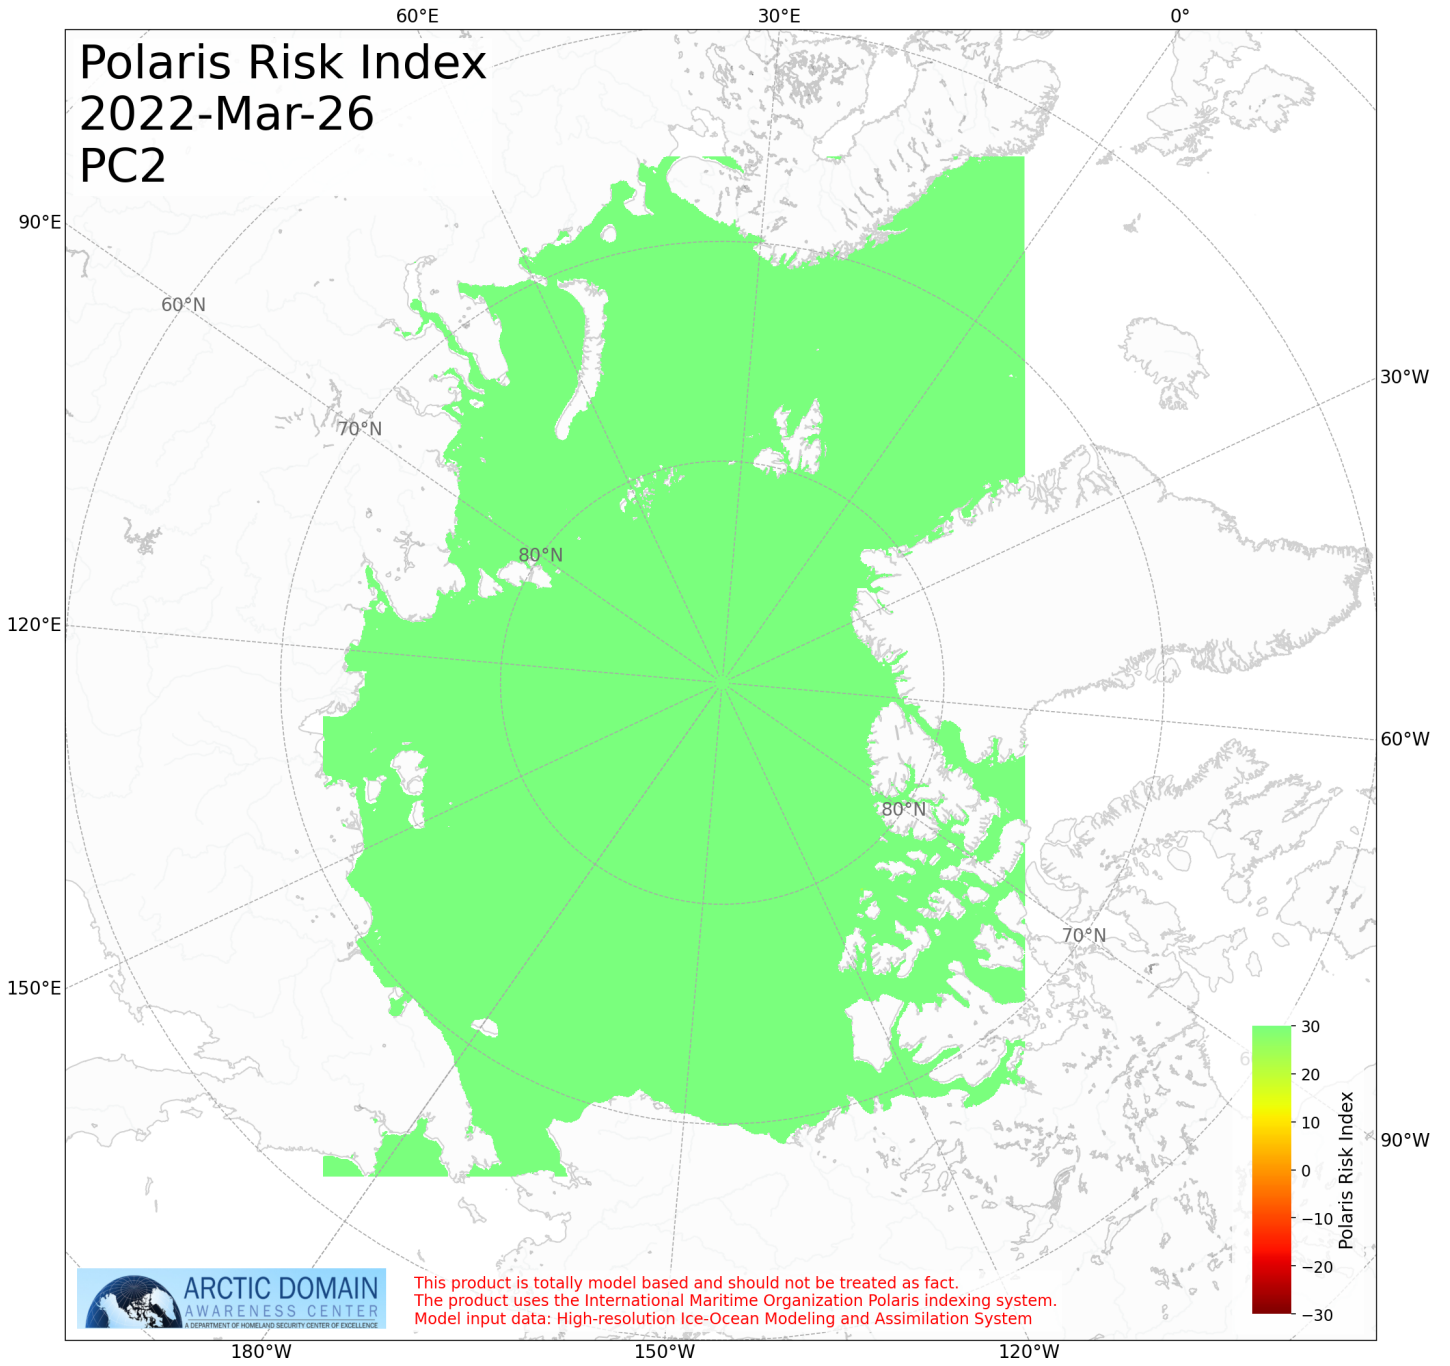 60°E
30°E
0°
Polaris Risk Index
2022-Mar-26
PC2
90°E
60°N
30°W
70°N
80°N
120°E
60°W
80°N
70°N
150°E
30
20
10
0
−10
−20
−30
Polaris Risk Index
90°W
ARCTIC DOMAIN
AWARENESS CENTER
A DEPARTMENT OF HOMELAND SECURITY CENTER OF EXCELLENCE
This product is totally model based and should not be treated as fact.
The product uses the International Maritime Organization Polaris indexing system.
Model input data: High-resolution Ice-Ocean Modeling and Assimilation System
180°W
150°W
120°W